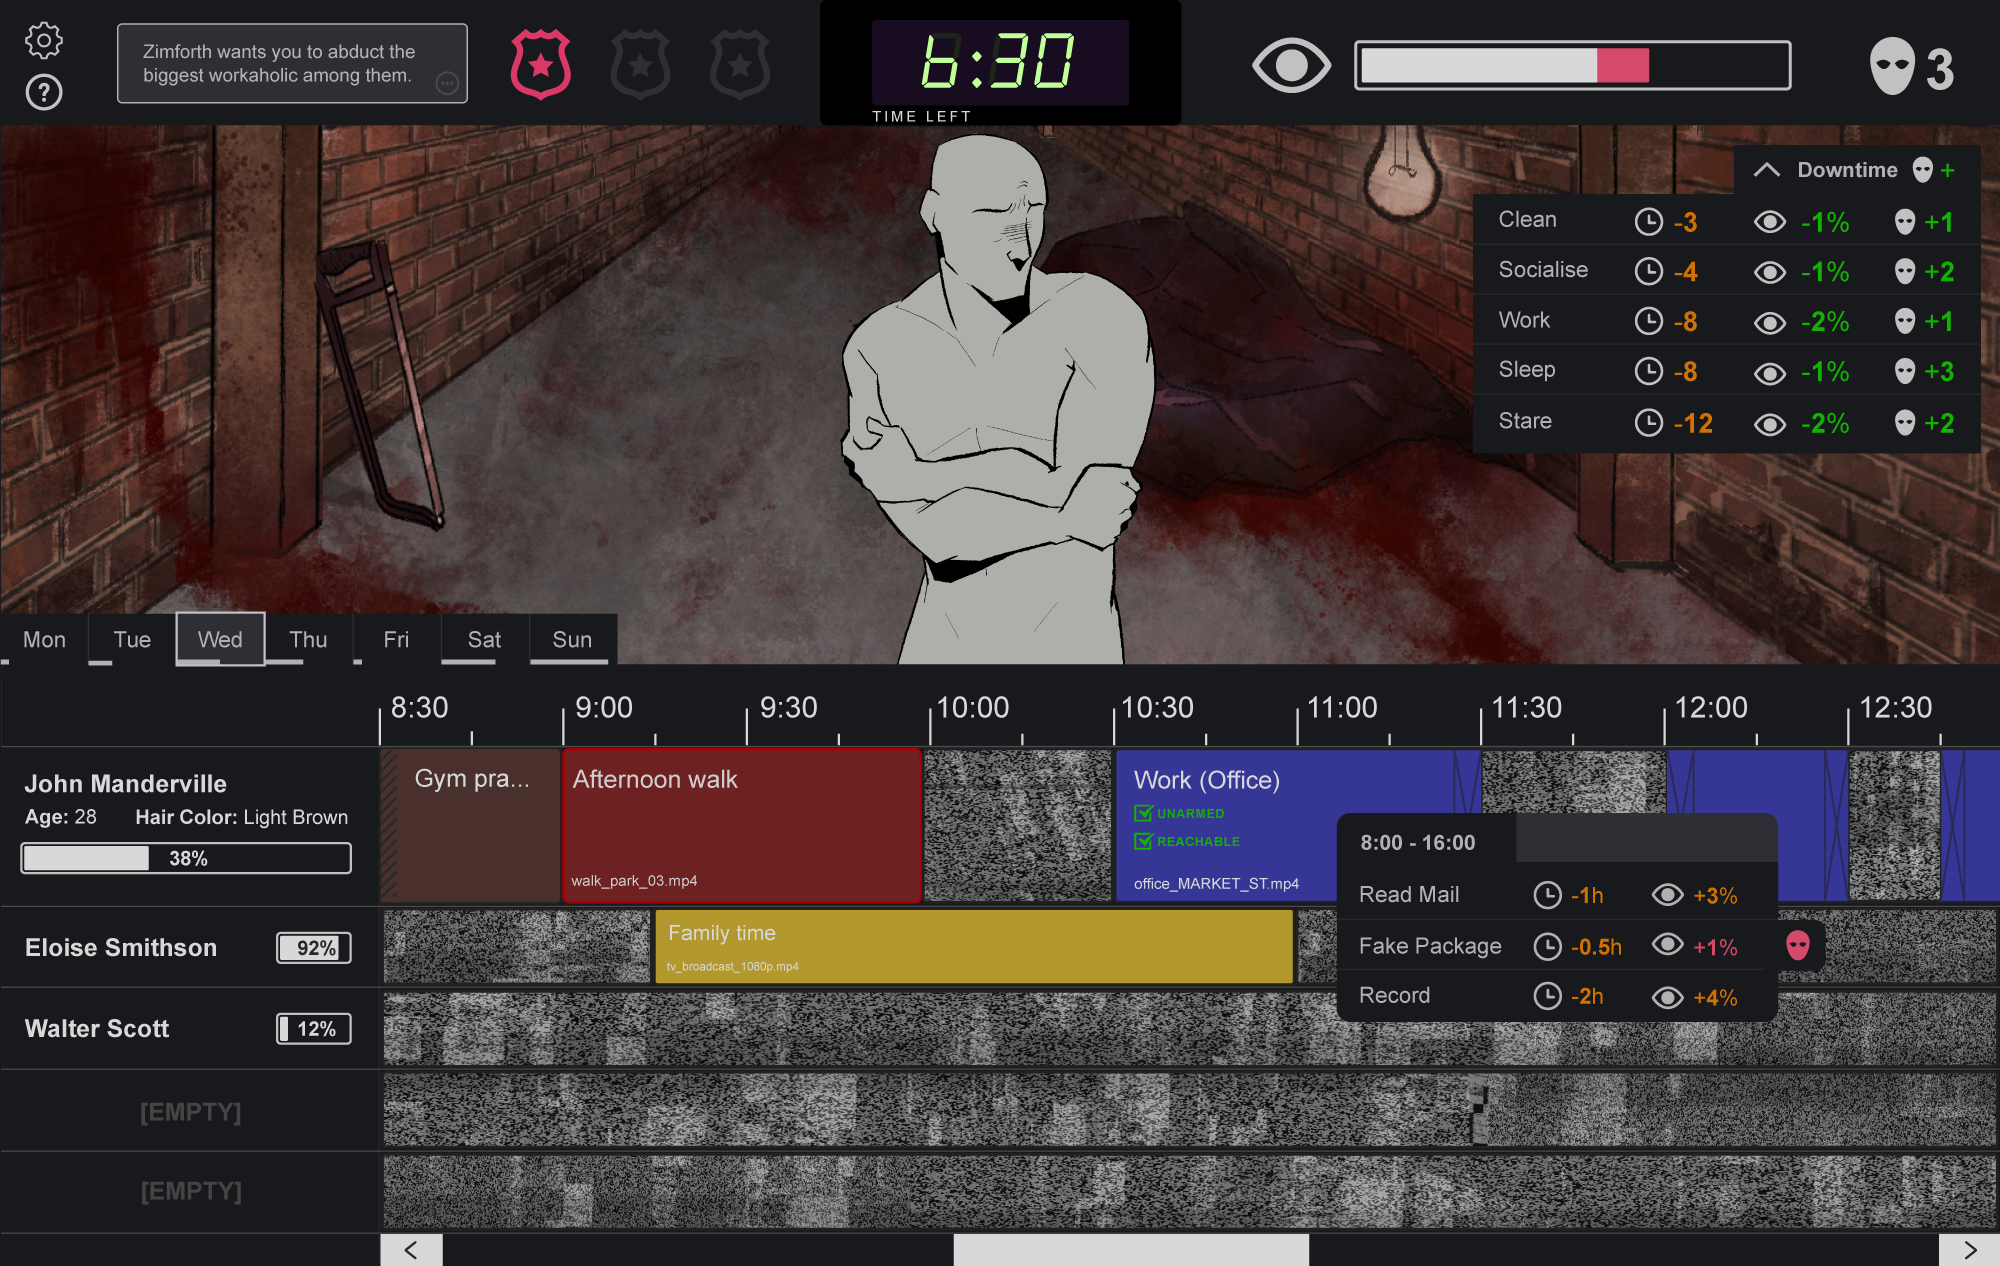 Zimforth wants you to abduct the
biggest workaholic among them.
?
6:30
TIME LEFT
3
Downtime +
Clean -3 -1% +1
Socialise -4 -1% +2
Work -8 -2% +1
Sleep -8 -1% +3
Stare -12 -2% +2
Mon Tue Wed Thu Fri Sat Sun
8:30 9:00 9:30 10:00 10:30 11:00 11:30 12:00 12:30
John Manderville
Age: 28 Hair Color: Light Brown
38%
Gym pra...
Afternoon walk
walk_park_03.mp4
Work (Office)
UNARMED
REACHABLE
office_MARKET_ST.mp4
8:00 - 16:00
Read Mail -1h +3%
Fake Package -0.5h +1%
Record -2h +4%
Eloise Smithson 92%
Family time
tv_broadcast_1080p.mp4
Walter Scott 12%
[EMPTY]
[EMPTY]
< >